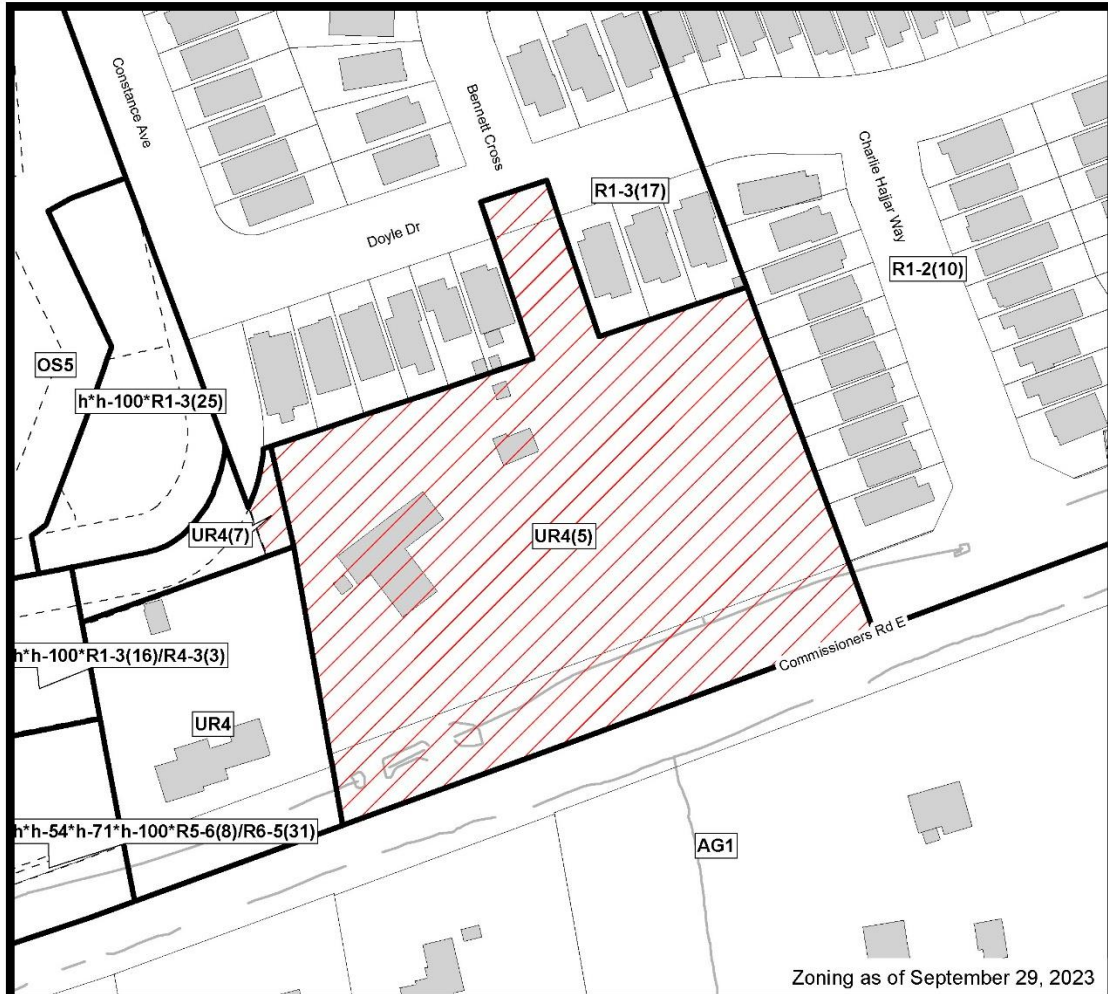 Constance Ave
Bennett Cross
Charlie Hajjar Way
R1-3(17)
Doyle Dr
R1-2(10)
OS5
h*h-100*R1-3(25)
UR4(7)
UR4(5)
Commissioners Rd E
h*h-100*R1-3(16)/R4-3(3)
UR4
h*h-54*h-71*h-100*R5-6(8)/R6-5(31)
AG1
Zoning as of September 29, 2023